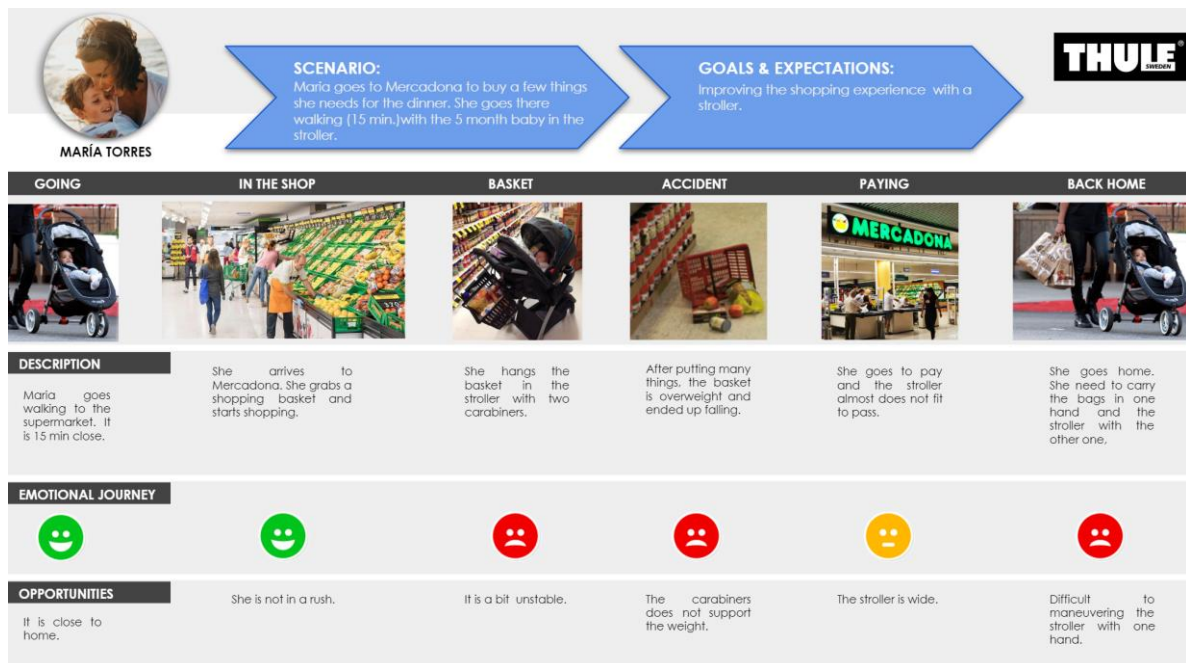 MARÍA TORRES
SCENARIO:
Maria goes to Mercadona to buy a few things
she needs for the dinner. She goes there
walking (15 min.)with the 5 month baby in the
stroller.
GOALS & EXPECTATIONS:
Improving the shopping experience with a
stroller.
THULE®
SWEDEN
GOING
IN THE SHOP
BASKET
ACCIDENT
PAYING
BACK HOME
MERCADONA
DESCRIPTION
Maria goes
walking to the
supermarket. It
is 15 min close.
She arrives to
Mercadona. She grabs a
shopping basket and
starts shopping.
She hangs the
basket in the
stroller with two
carabiners.
After putting many
things, the basket
is overweight and
ended up falling.
She goes to pay
and the stroller
almost does not fit
to pass.
She goes home.
She need to carry
the bags in one
hand and the
stroller with the
other one,
EMOTIONAL JOURNEY
OPPORTUNITIES
It is close to
home.
She is not in a rush.
It is a bit unstable.
The carabiners
does not support
the weight.
The stroller is wide.
Difficult to
maneuvering the
stroller with one
hand.